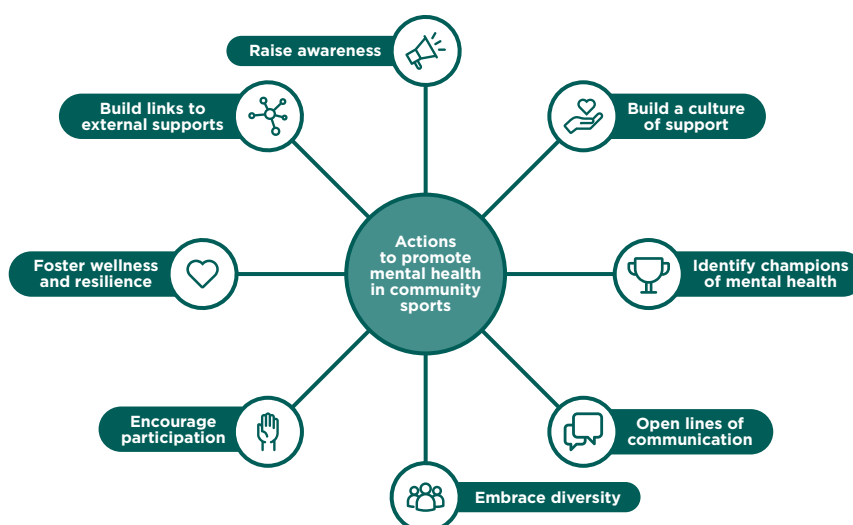 Raise awareness
Build links to
external supports
Build a culture
of support
Actions
to promote
mental health
in community
sports
Foster wellness
and resilience
Identify champions
of mental health
Encourage
participation
Open lines of
communication
Embrace diversity